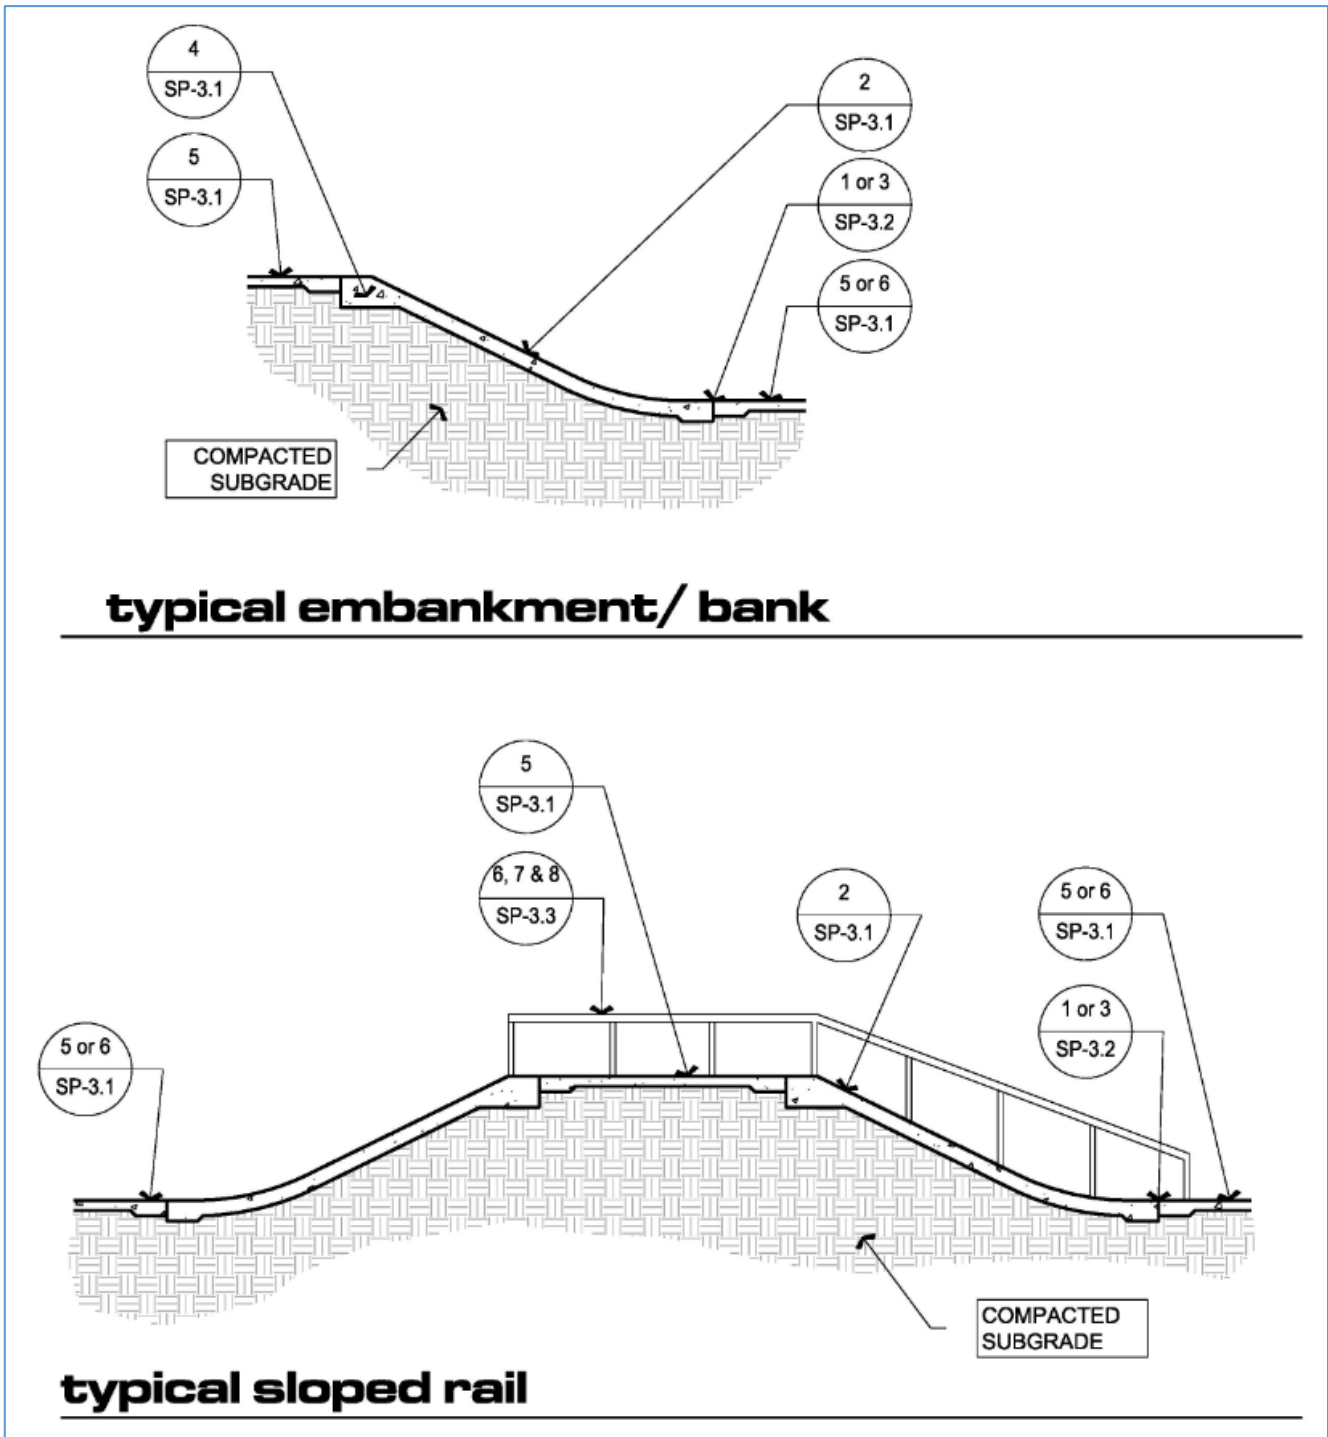 4
SP-3.1
2
SP-3.1
5
SP-3.1
1 or 3
SP-3.2
5 or 6
SP-3.1
COMPACTED
SUBGRADE
typical embankment/ bank
5
SP-3.1
6, 7 & 8
SP-3.3
2
SP-3.1
5 or 6
SP-3.1
1 or 3
SP-3.2
5 or 6
SP-3.1
COMPACTED
SUBGRADE
typical sloped rail